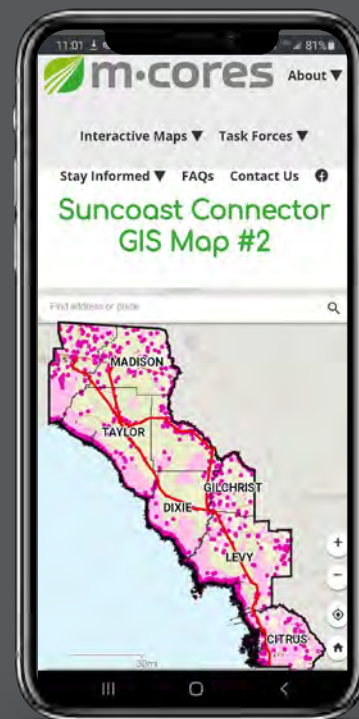 11:01 81%
m·cores About ▼
Interactive Maps ▼ Task Forces ▼
Stay Informed ▼ FAQs Contact Us
Suncoast Connector
GIS Map #2
Find address or place
MADISON
TAYLOR
GILCHRIST
DIXIE
LEVY
CITRUS
30mi